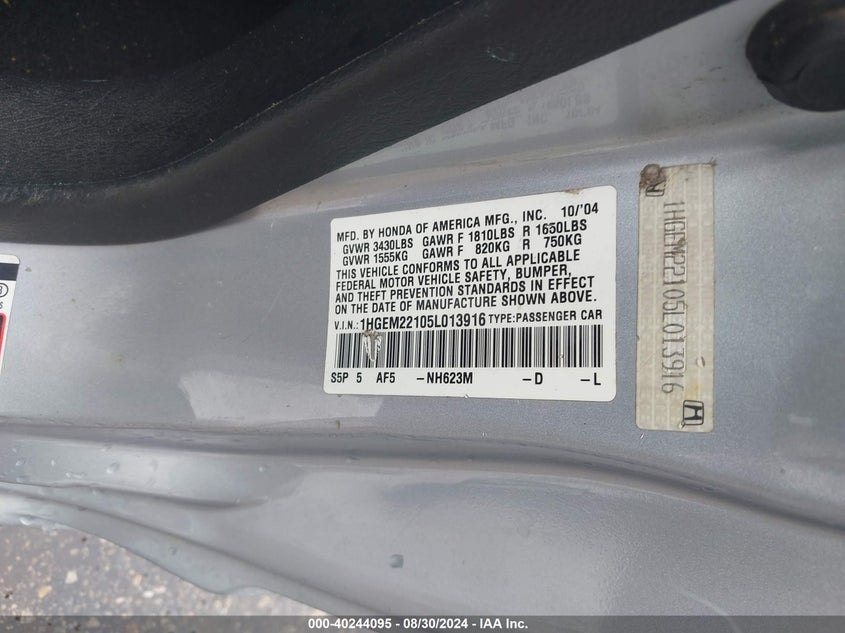 MFD. BY HONDA OF AMERICA MFG., INC. 10/'04
GVWR 3430LBS GAWR F 1810LBS R 1650LBS
GVWR 1555KG GAWR F 820KG R 750KG
THIS VEHICLE CONFORMS TO ALL APPLICABLE
FEDERAL MOTOR VEHICLE SAFETY, BUMPER,
AND THEFT PREVENTION STANDARDS IN EFFECT
ON THE DATE OF MANUFACTURE SHOWN ABOVE.
V.I.N.: 1HGEM22105L013916 TYPE: PASSENGER CAR
S5P 5 AF5 -NH623M -D -L
1HGEM22105L013916
000-40244095 - 08/30/2024 - IAA Inc.